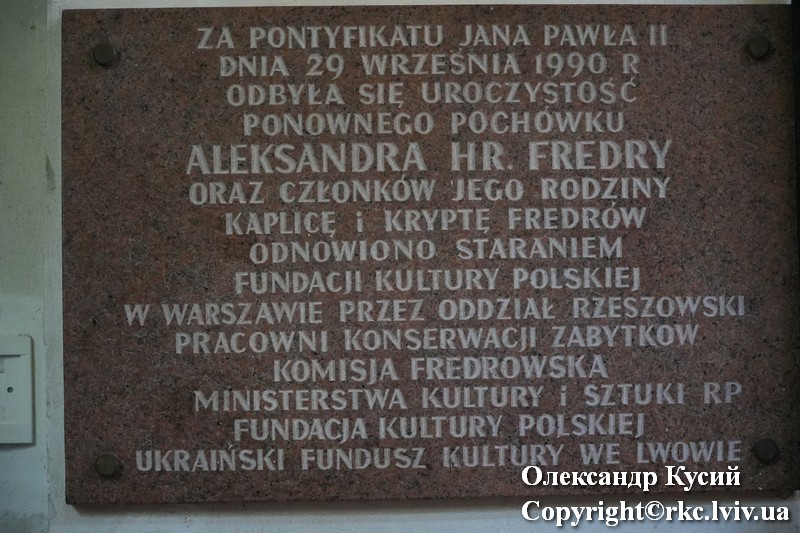 ZA PONTYFIKATU JANA PAWŁA II
DNIA 29 WRZEŚNIA 1990 R
ODBYŁA SIĘ UROCZYSTOŚĆ
PONOWNEGO POCHÓWKU
ALEKSANDRA HR. FREDRY
ORAZ CZŁONKÓW JEGO RODZINY
KAPLICĘ i KRYPTĘ FREDRÓW
ODNOWIONO STARANIEM
FUNDACJI KULTURY POLSKIEJ
W WARSZAWIE PRZEZ ODDZIAŁ RZESZOWSKI
PRACOWNI KONSERWACJI ZABYTKÓW
KOMISJA FREDROWSKA
MINISTERSTWA KULTURY i SZTUKI RP
FUNDACJA KULTURY POLSKIEJ
UKRAIŃSKI FUNDUSZ KULTURY WE LWOWIE
Олександр Кусий
Copyright©rkc.lviv.ua